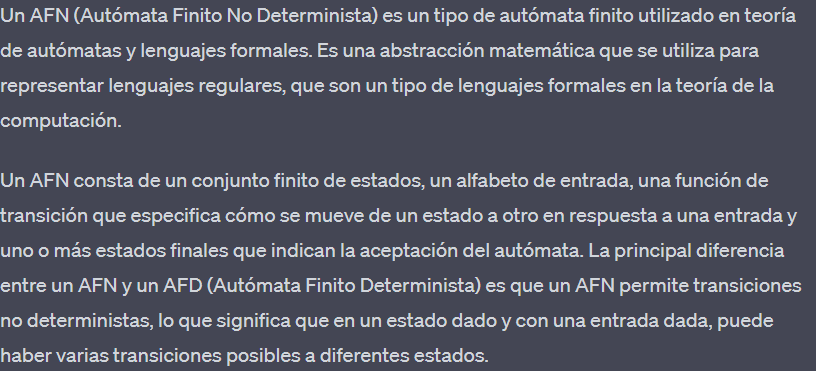 Un AFN (Autómata Finito No Determinista) es un tipo de autómata finito utilizado en teoría
de autómatas y lenguajes formales. Es una abstracción matemática que se utiliza para
representar lenguajes regulares, que son un tipo de lenguajes formales en la teoría de la
computación.
Un AFN consta de un conjunto finito de estados, un alfabeto de entrada, una función de
transición que especifica cómo se mueve de un estado a otro en respuesta a una entrada y
uno o más estados finales que indican la aceptación del autómata. La principal diferencia
entre un AFN y un AFD (Autómata Finito Determinista) es que un AFN permite transiciones
no deterministas, lo que significa que en un estado dado y con una entrada dada, puede
haber varias transiciones posibles a diferentes estados.